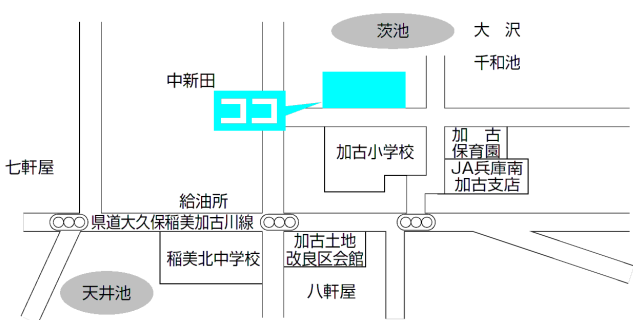 茨池
大　沢
千和池
中新田
ココ
加古小学校
加　古
保育園
JA兵庫南
加古支店
七軒屋
給油所
県道大久保稲美加古川線
稲美北中学校
加古土地
改良区会館
天井池
八軒屋